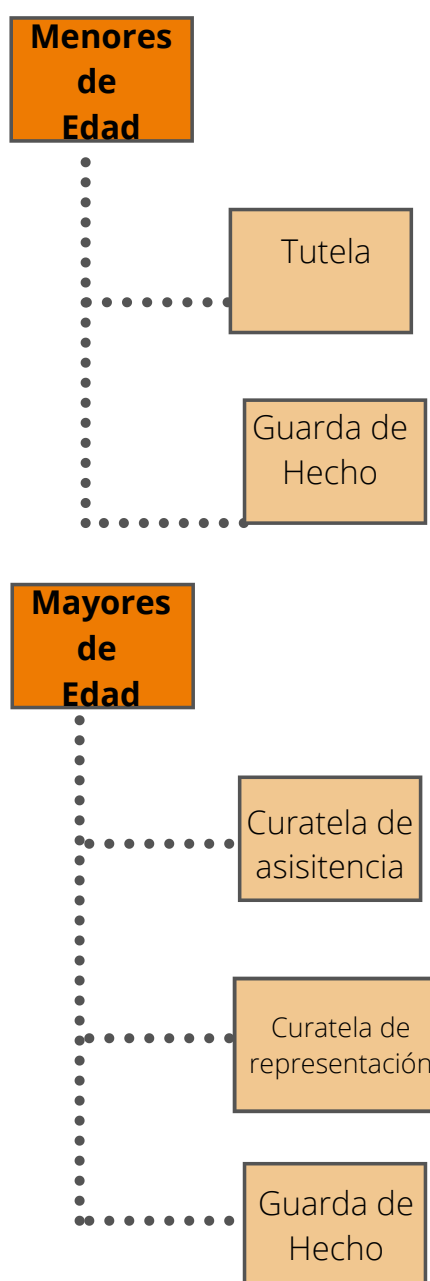 Menores
de
Edad
Tutela
Guarda de
Hecho
Mayores
de
Edad
Curatela de
asisitencia
Curatela de
representación
Guarda de
Hecho